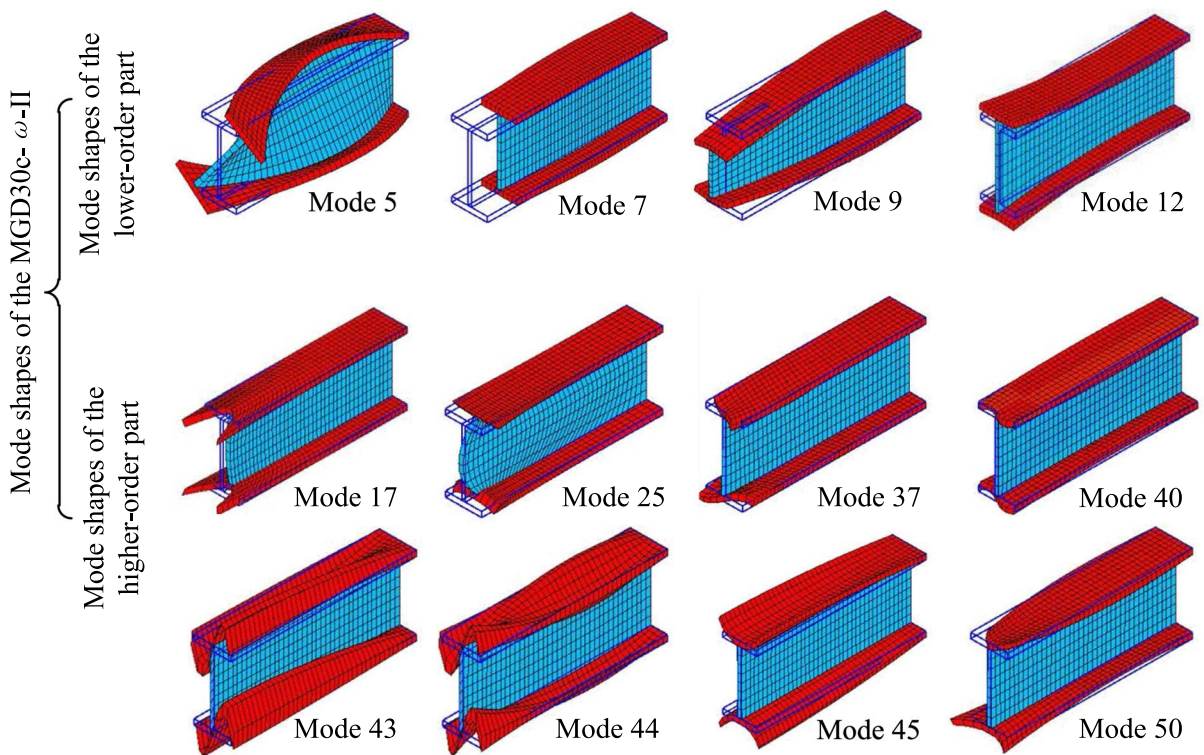 Mode shapes of the MGD30c- ω-II
Mode shapes of the
lower-order part
Mode 5
Mode 7
Mode 9
Mode 12
Mode shapes of the
higher-order part
Mode 17
Mode 25
Mode 37
Mode 40
Mode 43
Mode 44
Mode 45
Mode 50